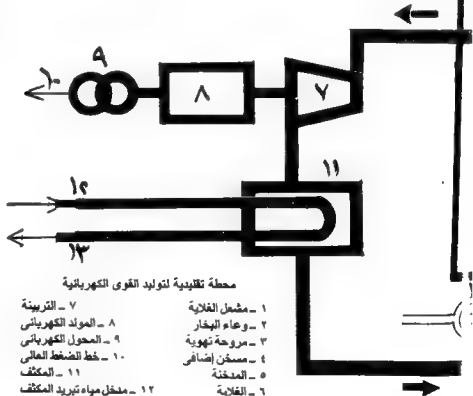 ٩
١٠
٨
٧
١١
١٢
١٣
محطة تقليدية لتوليد القوى الكهربائية
١ - مشعل الغلاية
٢ - وعاء البخار
٣ - مروحة تهوية
٤ - مسخن إضافى
٥ - المدخنة
٦ - الغلاية
٧ - التربينة
٨ - المولد الكهربائى
٩ - المحول الكهربائى
١٠ - خط الضغط العالى
١١ - المكثف
١٢ - مدخل مياه تبريد المكثف